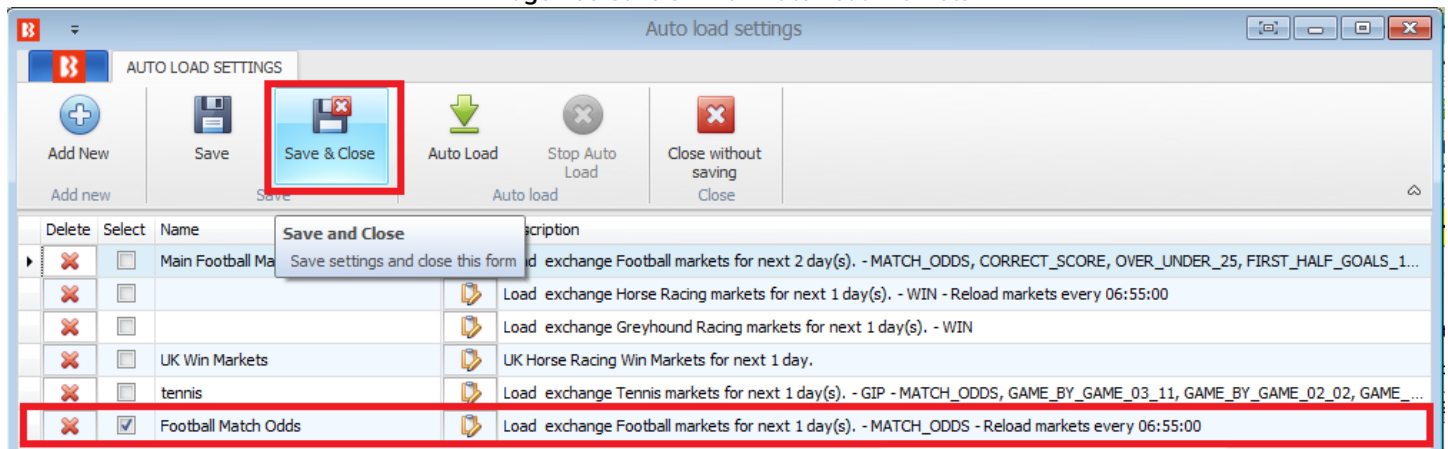 Auto load settings
AUTO LOAD SETTINGS
Add New
Save
Save & Close
Auto Load
Stop Auto
Load
Close without
saving
Add new
Save
Auto load
Close
Delete Select Name
scription
Save and Close
Save settings and close this form
Main Football Ma
d exchange Football markets for next 2 day(s). - MATCH_ODDS, CORRECT_SCORE, OVER_UNDER_25, FIRST_HALF_GOALS_1...
Load exchange Horse Racing markets for next 1 day(s). - WIN - Reload markets every 06:55:00
Load exchange Greyhound Racing markets for next 1 day(s). - WIN
UK Win Markets UK Horse Racing Win Markets for next 1 day.
tennis Load exchange Tennis markets for next 1 day(s). - GIP - MATCH_ODDS, GAME_BY_GAME_03_11, GAME_BY_GAME_02_02, GAME_...
Football Match Odds Load exchange Football markets for next 1 day(s). - MATCH_ODDS - Reload markets every 06:55:00